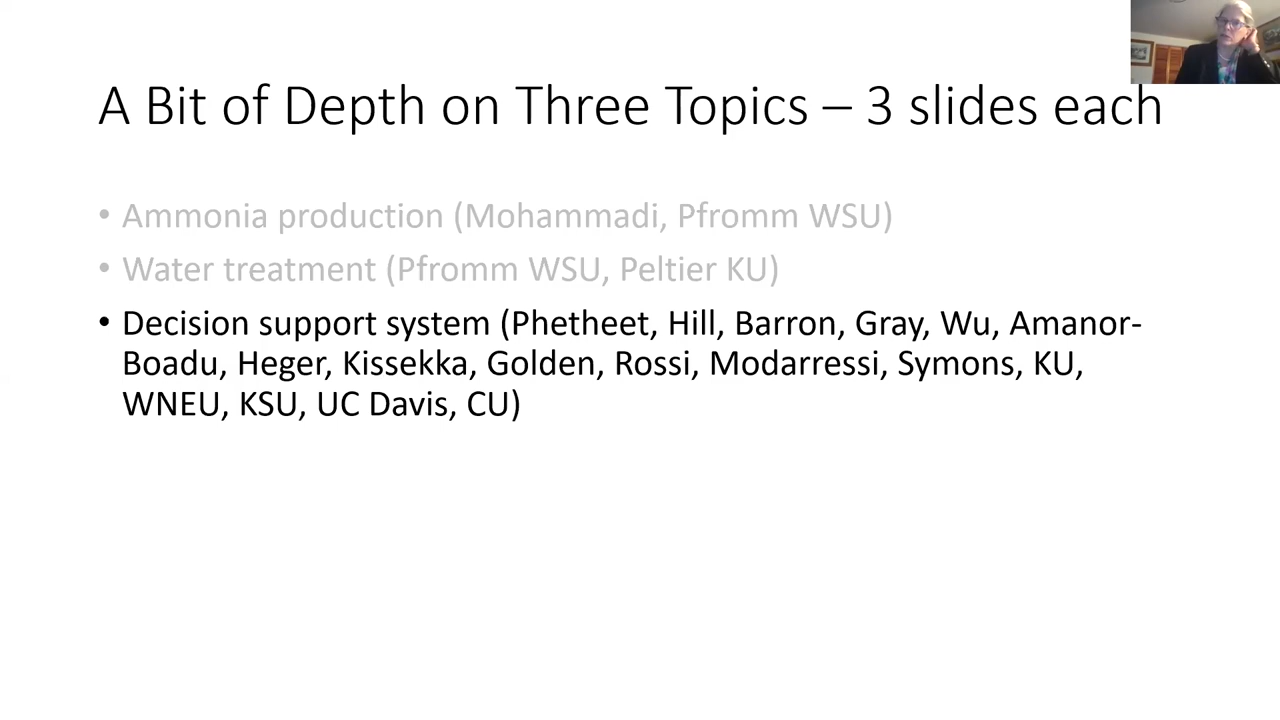 A Bit of Depth on Three Topics – 3 slides each
• Ammonia production (Mohammadi, Pfromm WSU)
• Water treatment (Pfromm WSU, Peltier KU)
• Decision support system (Phetheet, Hill, Barron, Gray, Wu, Amanor-
Boadu, Heger, Kissekka, Golden, Rossi, Modarressi, Symons, KU,
WNEU, KSU, UC Davis, CU)